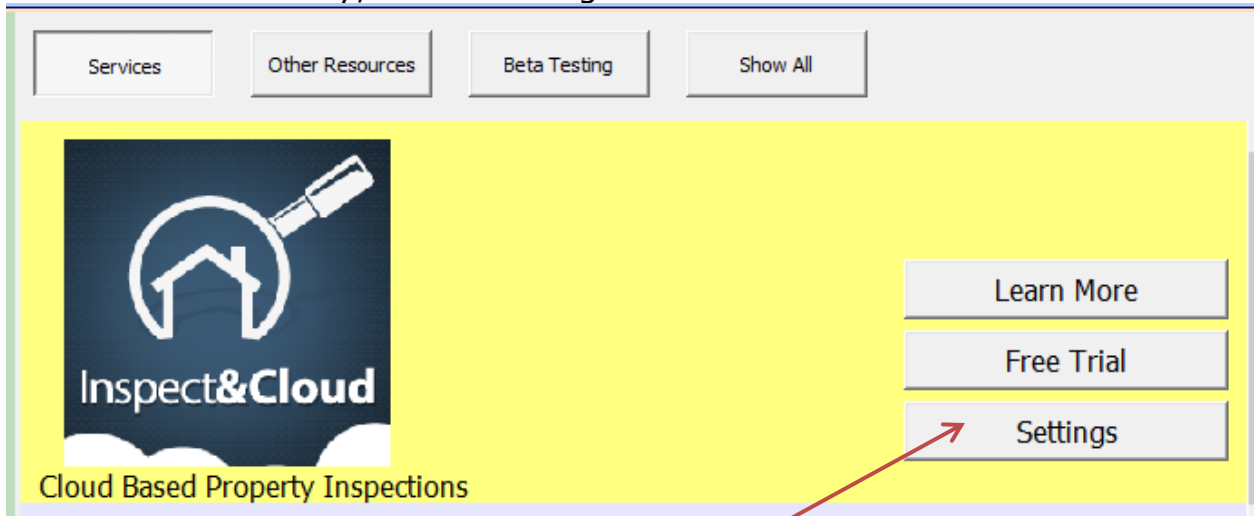 Services Other Resources Beta Testing Show All
Learn More
Free Trial
Inspect&Cloud
Settings
Cloud Based Property Inspections